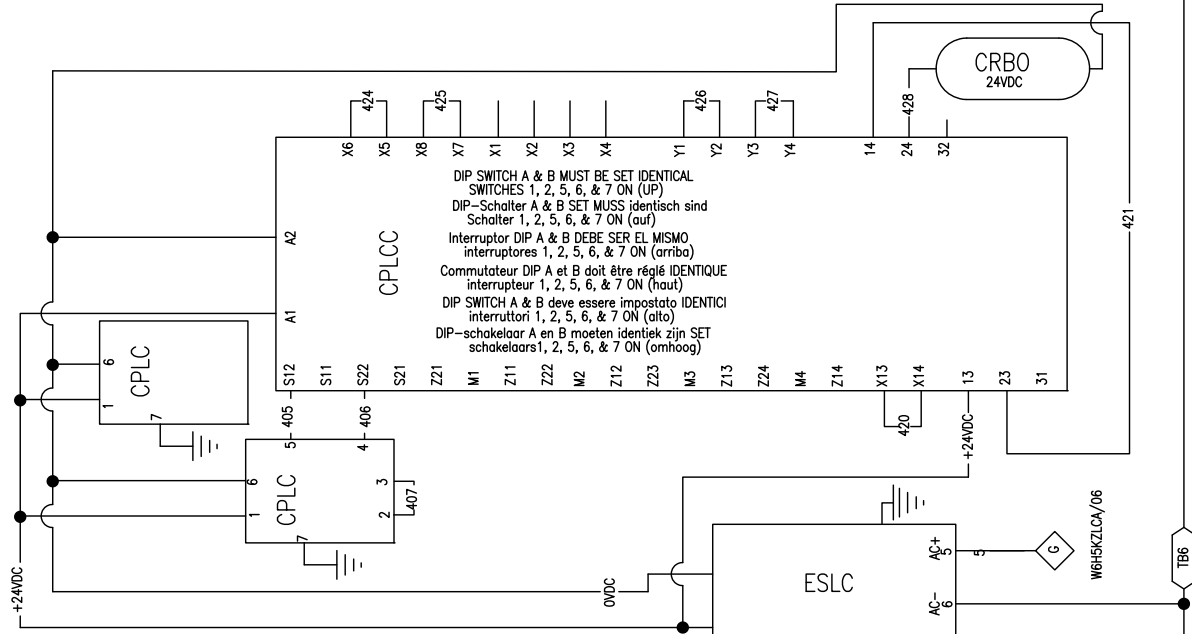 CRBO
24VDC
424
425
426
427
428
X6
X5
X8
X7
X1
X2
X3
X4
Y1
Y2
Y3
Y4
14
24
32
DIP SWITCH A & B MUST BE SET IDENTICAL
SWITCHES 1, 2, 5, 6, & 7 ON (UP)
DIP-Schalter A & B SET MUSS identisch sind
Schalter 1, 2, 5, 6, & 7 ON (auf)
Interruptor DIP A & B DEBE SER EL MISMO
interruptores 1, 2, 5, 6, & 7 ON (arriba)
Commutateur DIP A et B doit être réglé IDENTIQUE
interrupteur 1, 2, 5, 6, & 7 ON (haut)
DIP SWITCH A & B deve essere impostato IDENTICI
interruttori 1, 2, 5, 6, & 7 ON (alto)
DIP-schakelaar A en B moeten identiek zijn SET
schakelaars1, 2, 5, 6, & 7 ON (omhoog)
A2
A1
CPLCC
421
S12
S11
S22
S21
Z21
M1
Z11
Z22
M2
Z12
Z23
M3
Z13
Z24
M4
Z14
X13
X14
13
23
31
6
1
7
CPLC
405
406
420
+24VDC
5
4
6
1
3
2
7
CPLC
407
+24VDC
0VDC
ESLC
AC+
5
5
G
W6H5KZLCA/06
AC-
6
TB6